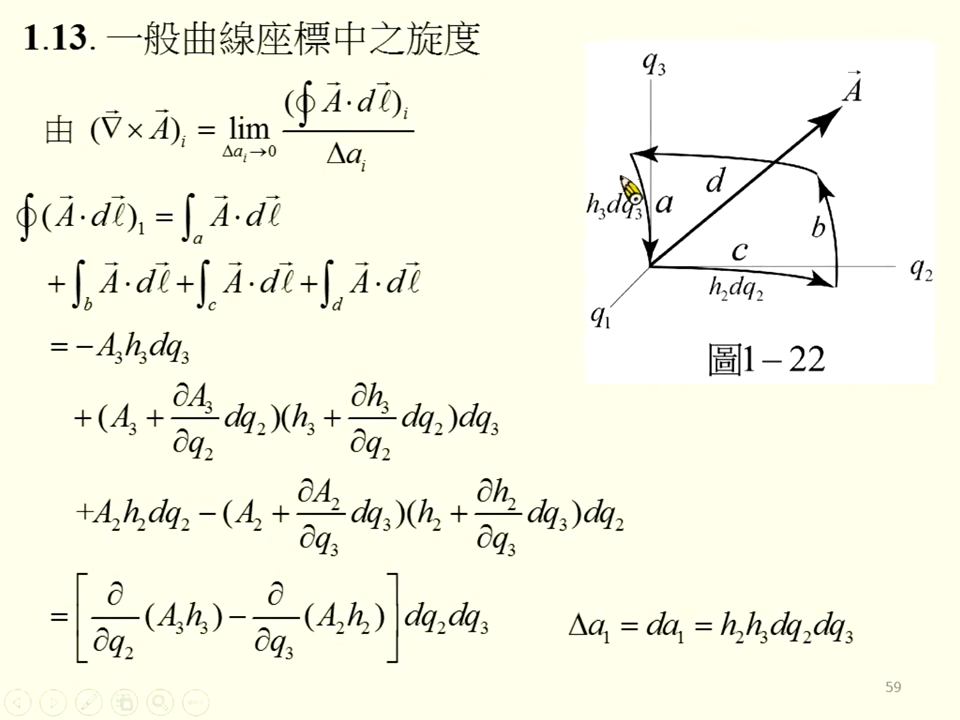 1.13. 一般曲線座標中之旋度
由 (∇⃗ × A⃗)ᵢ = lim_{Δaᵢ→0} (∮ A⃗ · dℓ⃗)ᵢ / Δaᵢ
∮(A⃗ · dℓ⃗)₁ = ∫_a A⃗ · dℓ⃗
+ ∫_b A⃗ · dℓ⃗ + ∫_c A⃗ · dℓ⃗ + ∫_d A⃗ · dℓ⃗
= −A₃h₃dq₃
+ (A₃ + ∂A₃/∂q₂ dq₂)(h₃ + ∂h₃/∂q₂ dq₂)dq₃
+A₂h₂dq₂ − (A₂ + ∂A₂/∂q₃ dq₃)(h₂ + ∂h₂/∂q₃ dq₃)dq₂
= [∂/∂q₂ (A₃h₃) − ∂/∂q₃ (A₂h₂)] dq₂dq₃
Δa₁ = da₁ = h₂h₃dq₂dq₃
q₃
A⃗
d
h₃dq₃
a
b
c
q₂
h₂dq₂
q₁
圖1−22
59